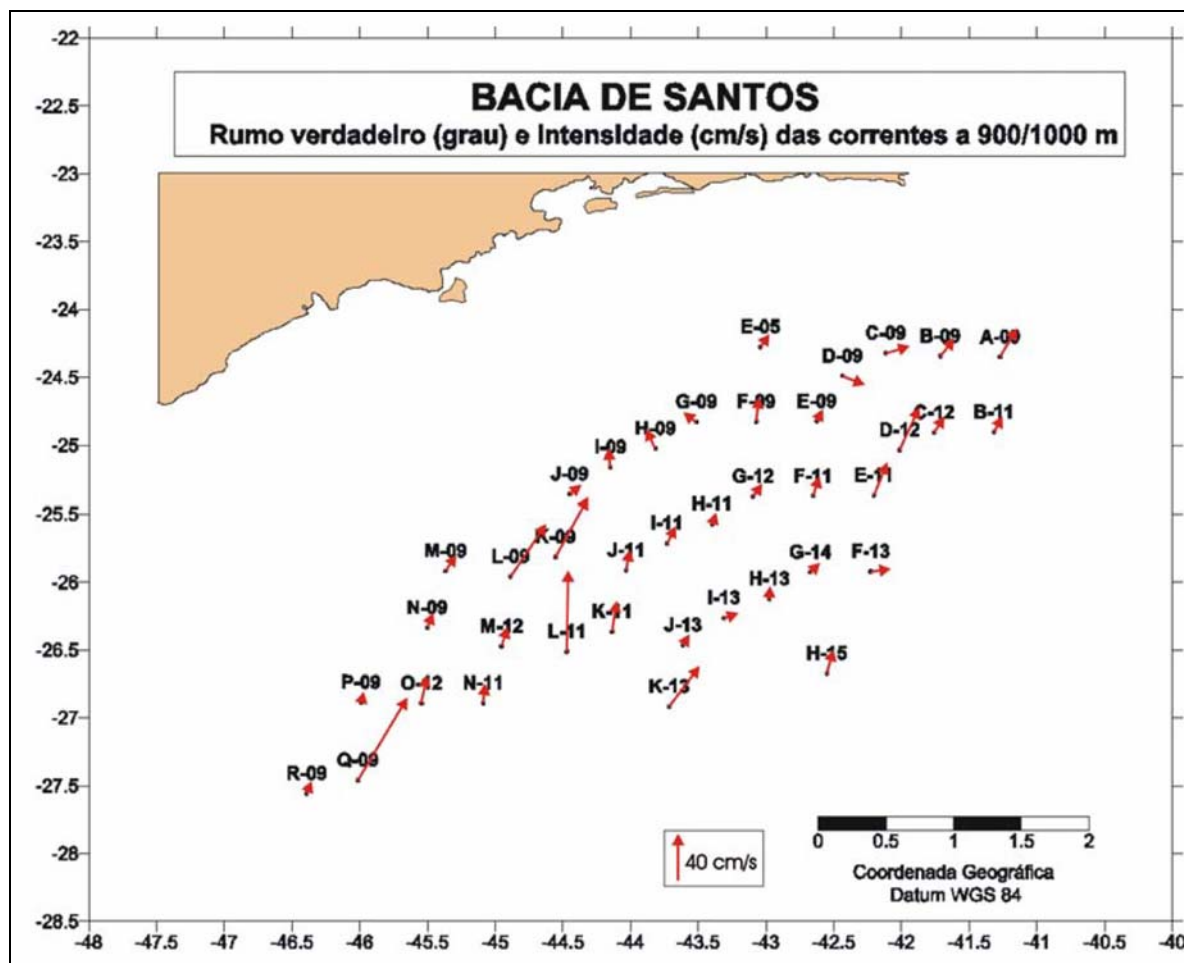 BACIA DE SANTOS
Rumo verdadeiro (grau) e Intensidade (cm/s) das correntes a 900/1000 m
-22
-22.5
-23
-23.5
-24
-24.5
-25
-25.5
-26
-26.5
-27
-27.5
-28
-28.5
E-05
C-09
B-09
A-09
D-09
G-09
F-09
E-09
C-12
B-11
H-09
D-12
I-09
J-09
G-12
F-11
E-11
H-11
I-11
K-09
L-09
M-09
J-11
G-14
F-13
H-13
N-09
I-13
K-11
M-12
L-11
J-13
H-15
P-09
O-12
N-11
K-13
Q-09
R-09
40 cm/s
0 0.5 1 1.5 2
Coordenada Geográfica
Datum WGS 84
-48 -47.5 -47 -46.5 -46 -45.5 -45 -44.5 -44 -43.5 -43 -42.5 -42 -41.5 -41 -40.5 -40